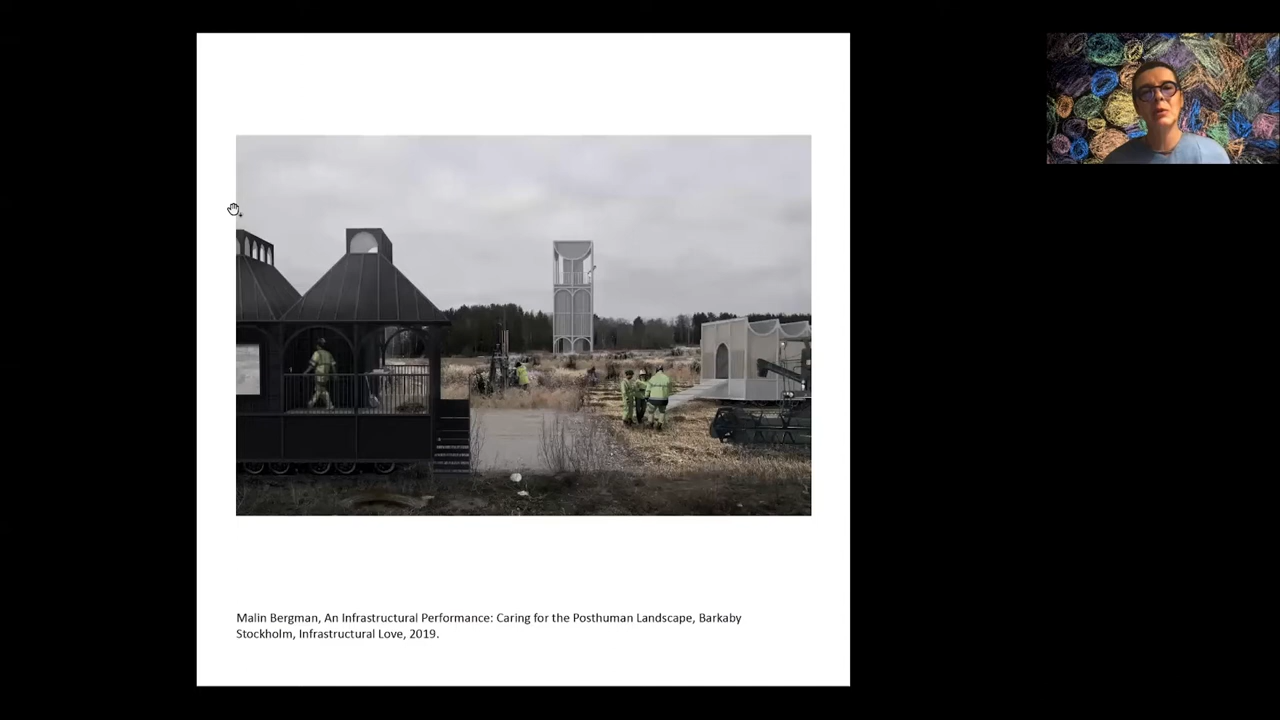 Malin Bergman, An Infrastructural Performance: Caring for the Posthuman Landscape, Barkaby
Stockholm, Infrastructural Love, 2019.